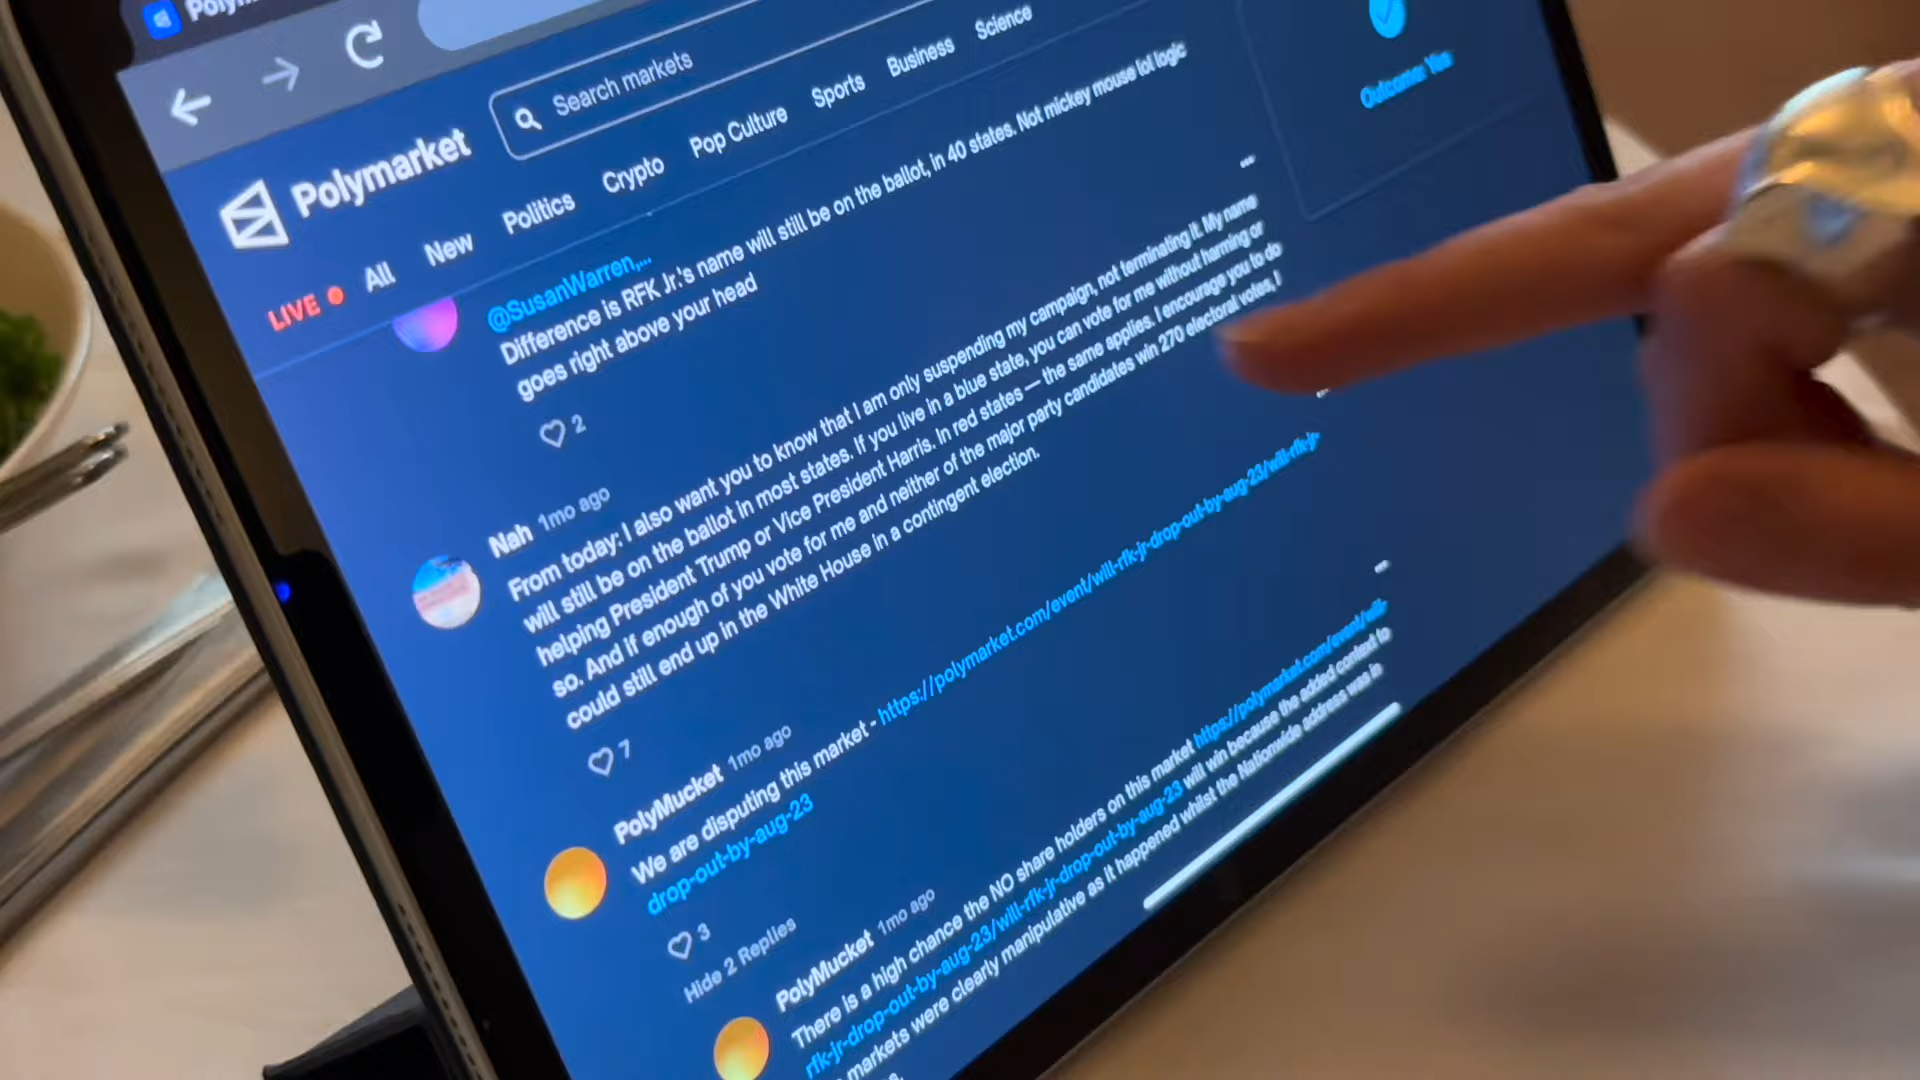 Search markets
Polymarket
LIVE All New Politics Crypto Pop Culture Sports Business Science
Outcome: Yes
@SusanWarren,...
Difference is RFK Jr.'s name will still be on the ballot, in 40 states. Not mickey mouse lol logic
goes right above your head
2
Nah 1mo ago
From today: I also want you to know that I am only suspending my campaign, not terminating it. My name
will still be on the ballot in most states. If you live in a blue state, you can vote for me without harming or
helping President Trump or Vice President Harris. In red states — the same applies. I encourage you to do
so. And if enough of you vote for me and neither of the major party candidates win 270 electoral votes, I
could still end up in the White House in a contingent election.
7
PolyMucket 1mo ago
We are disputing this market - https://polymarket.com/event/will-rfk-jr-drop-out-by-aug-23/will-rfk-jr-
drop-out-by-aug-23
3
Hide 2 Replies
PolyMucket 1mo ago
There is a high chance the NO share holders on this market https://polymarket.com/event/will-
rfk-jr-drop-out-by-aug-23/will-rfk-jr-drop-out-by-aug-23 will win because the added context to
markets were clearly manipulative as it happened whilst the Nationwide address was in